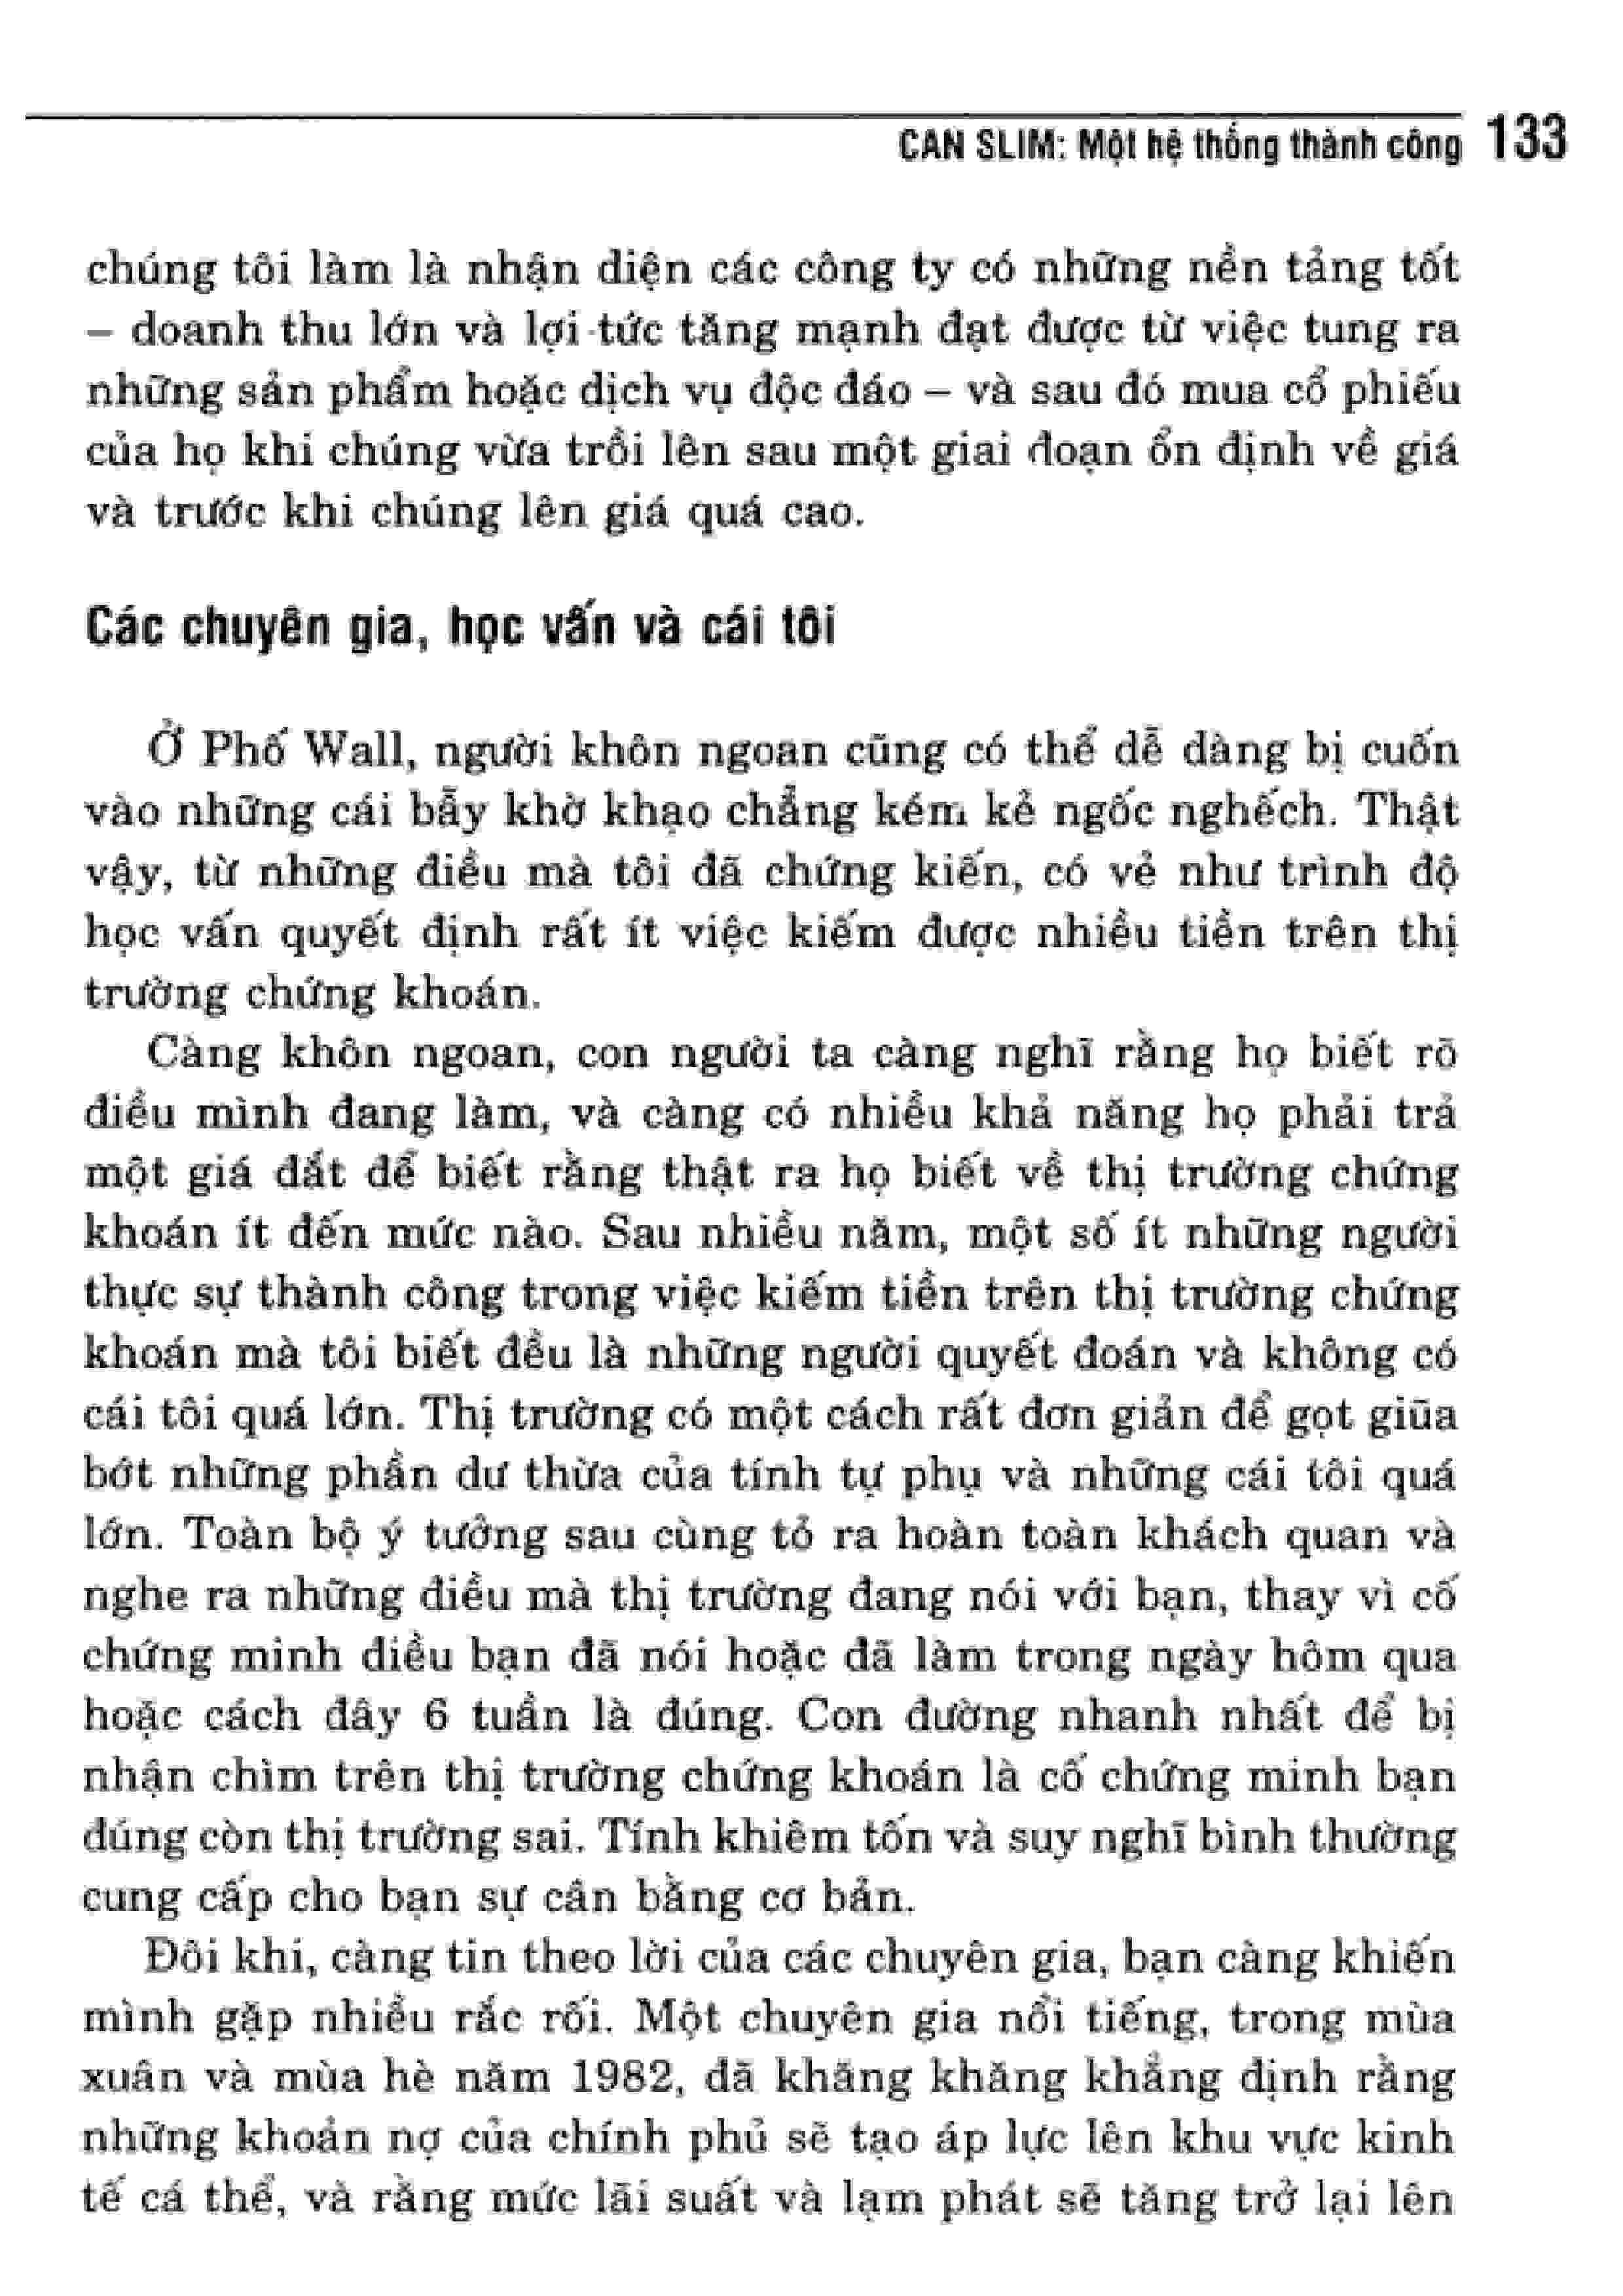 CAN SLIM: Một hệ thống thành công 133
chúng tôi làm là nhận diện các công ty có những nền tảng tốt
– doanh thu lớn và lợi tức tăng mạnh đạt được từ việc tung ra
những sản phẩm hoặc dịch vụ độc đáo – và sau đó mua cổ phiếu
của họ khi chúng vừa trồi lên sau một giai đoạn ổn định về giá
và trước khi chúng lên giá quá cao.
Các chuyên gia, học vấn và cái tôi
Ở Phố Wall, người khôn ngoan cũng có thể dễ dàng bị cuốn
vào những cái bẫy khờ khạo chẳng kém kẻ ngốc nghếch. Thật
vậy, từ những điều mà tôi đã chứng kiến, có vẻ như trình độ
học vấn quyết định rất ít việc kiếm được nhiều tiền trên thị
trường chứng khoán.
Càng khôn ngoan, con người ta càng nghĩ rằng họ biết rõ
điều mình đang làm, và càng có nhiều khả năng họ phải trả
một giá đắt để biết rằng thật ra họ biết về thị trường chứng
khoán ít đến mức nào. Sau nhiều năm, một số ít những người
thực sự thành công trong việc kiếm tiền trên thị trường chứng
khoán mà tôi biết đều là những người quyết đoán và không có
cái tôi quá lớn. Thị trường có một cách rất đơn giản để gọt giũa
bớt những phần dư thừa của tính tự phụ và những cái tôi quá
lớn. Toàn bộ ý tưởng sau cùng tỏ ra hoàn toàn khách quan và
nghe ra những điều mà thị trường đang nói với bạn, thay vì cố
chứng minh điều bạn đã nói hoặc đã làm trong ngày hôm qua
hoặc cách đây 6 tuần là đúng. Con đường nhanh nhất để bị
nhận chìm trên thị trường chứng khoán là cố chứng minh bạn
đúng còn thị trường sai. Tính khiêm tốn và suy nghĩ bình thường
cung cấp cho bạn sự cân bằng cơ bản.
Đôi khi, càng tin theo lời của các chuyên gia, bạn càng khiến
mình gặp nhiều rắc rối. Một chuyên gia nổi tiếng, trong mùa
xuân và mùa hè năm 1982, đã khăng khăng khẳng định rằng
những khoản nợ của chính phủ sẽ tạo áp lực lên khu vực kinh
tế cá thể, và rằng mức lãi suất và lạm phát sẽ tăng trở lại lên